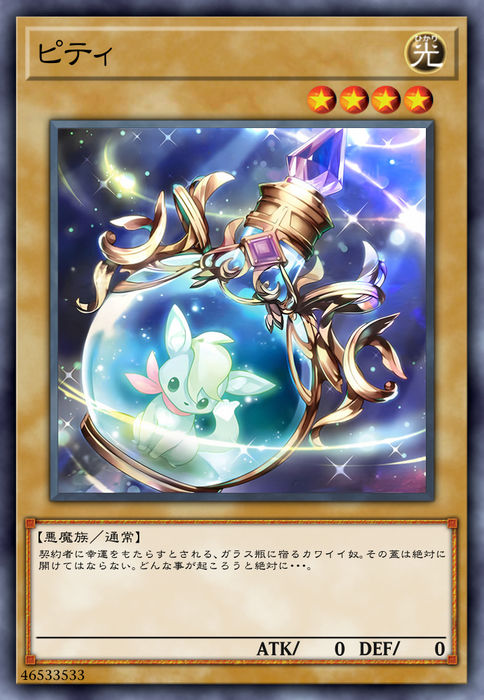 ピティ
ひかり
光
【悪魔族／通常】
契約者に幸運をもたらすとされる、ガラス瓶に宿るカワイイ奴。その蓋は絶対に
開けてはならない。どんな事が起ころうと絶対に・・・。
ATK/ 0 DEF/ 0
46533533